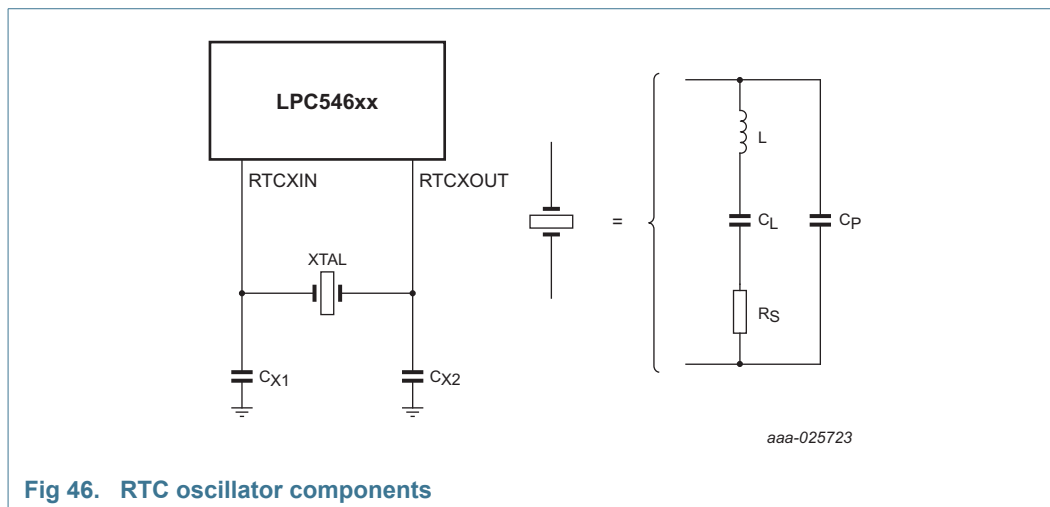 LPC546xx
RTCXIN RTCXOUT
XTAL
CX1 CX2
=
L
CL CP
RS
aaa-025723
Fig 46. RTC oscillator components